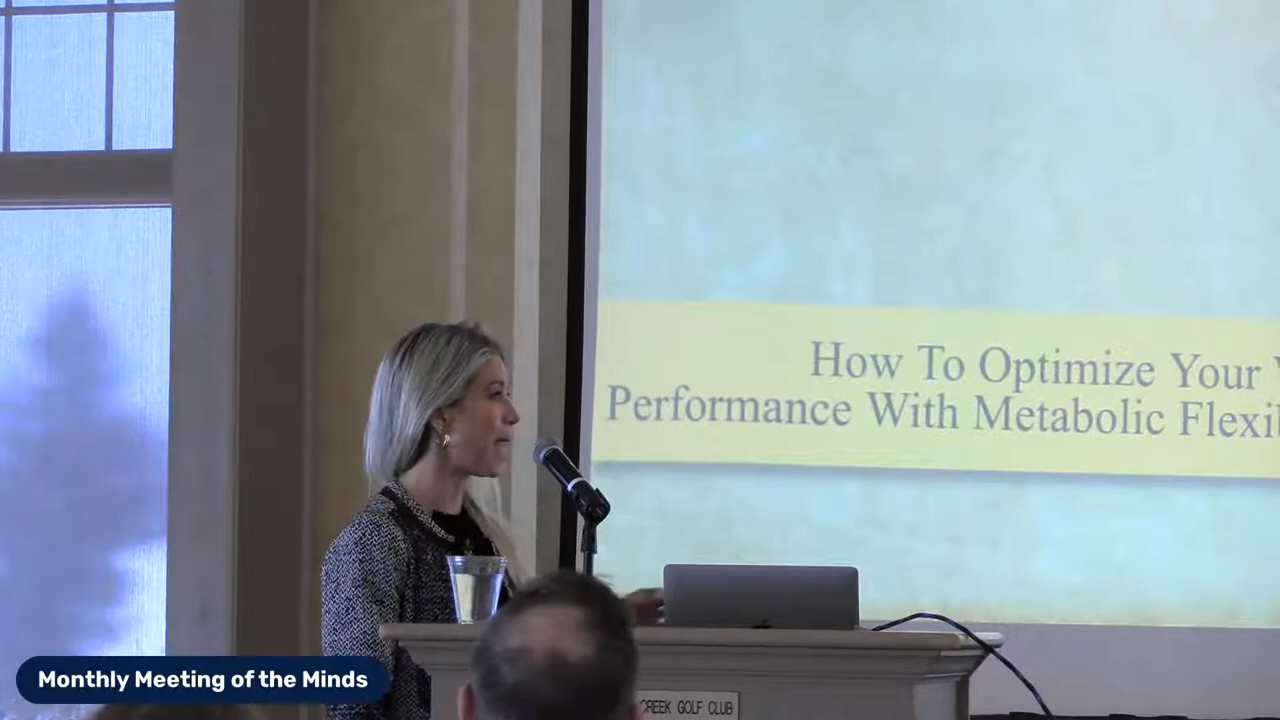 How To Optimize Your
Performance With Metabolic
CREEK GOLF CLUB
Monthly Meeting of the Minds